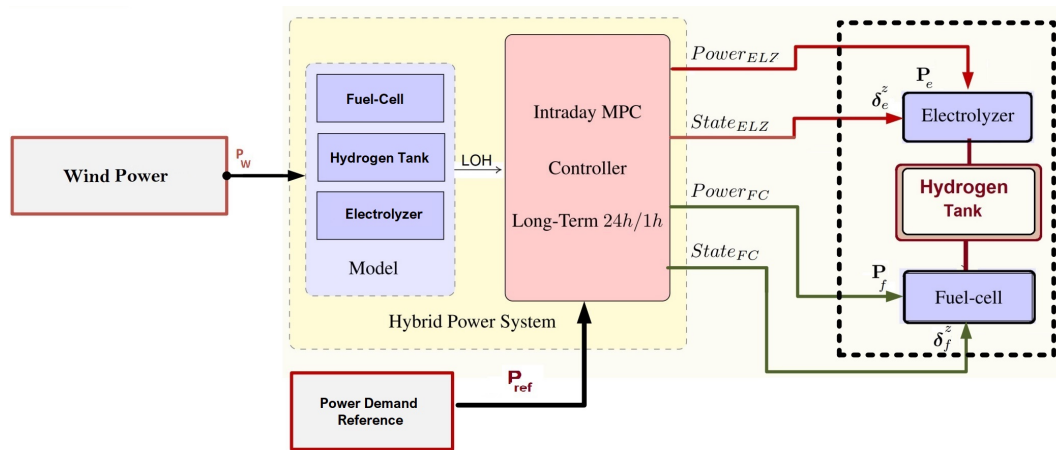 Wind Power
P_w
Fuel-Cell
Hydrogen Tank
Electrolyzer
Model
LOH
Intraday MPC
Controller
Long-Term 24h/1h
Hybrid Power System
P_ref
Power Demand
Reference
Power_ELZ
State_ELZ
Power_FC
State_FC
P_e
δ_e^z
Electrolyzer
Hydrogen
Tank
P_f
Fuel-cell
δ_f^z